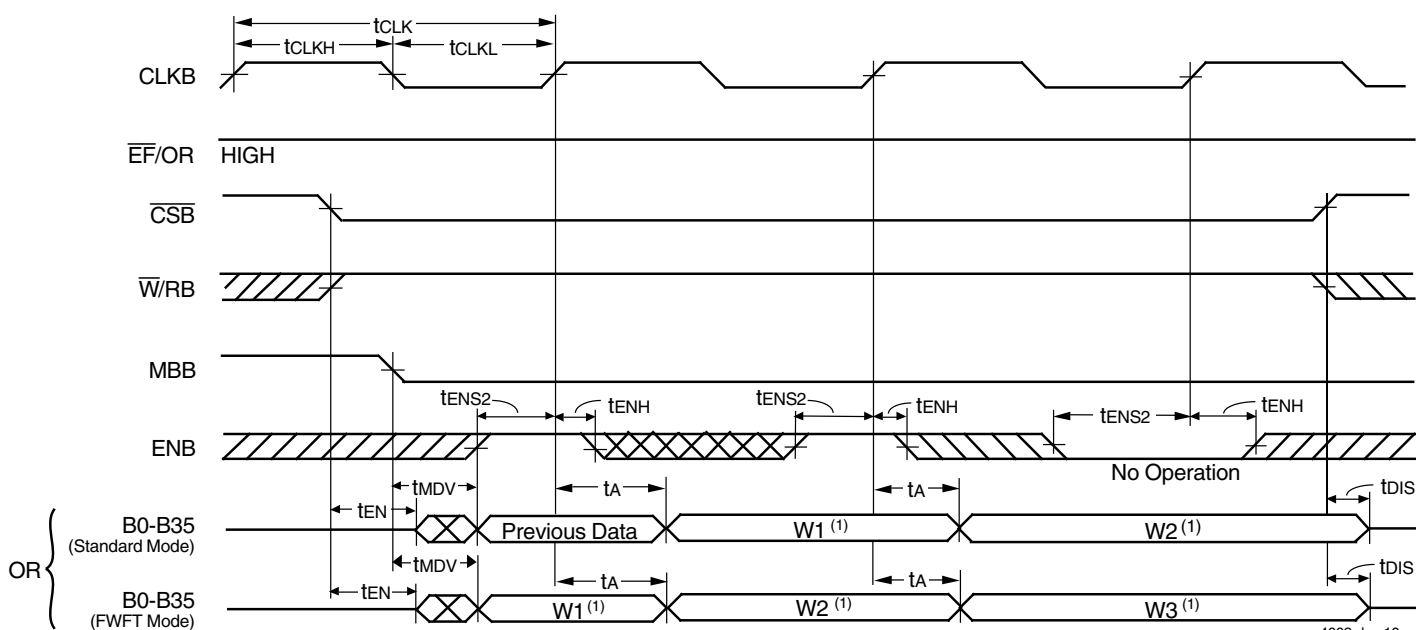 tCLK
tCLKH tCLKL
CLKB
EF/OR HIGH
CSB
W/RB
MBB
tENS2 tENH tENS2 tENH tENS2 tENH
ENB
No Operation
tMDV tA tA tDIS
tEN
B0-B35 Previous Data W1 (1) W2 (1)
(Standard Mode)
OR
tMDV tA tA tDIS
tEN
B0-B35 W1 (1) W2 (1) W3 (1)
(FWFT Mode)